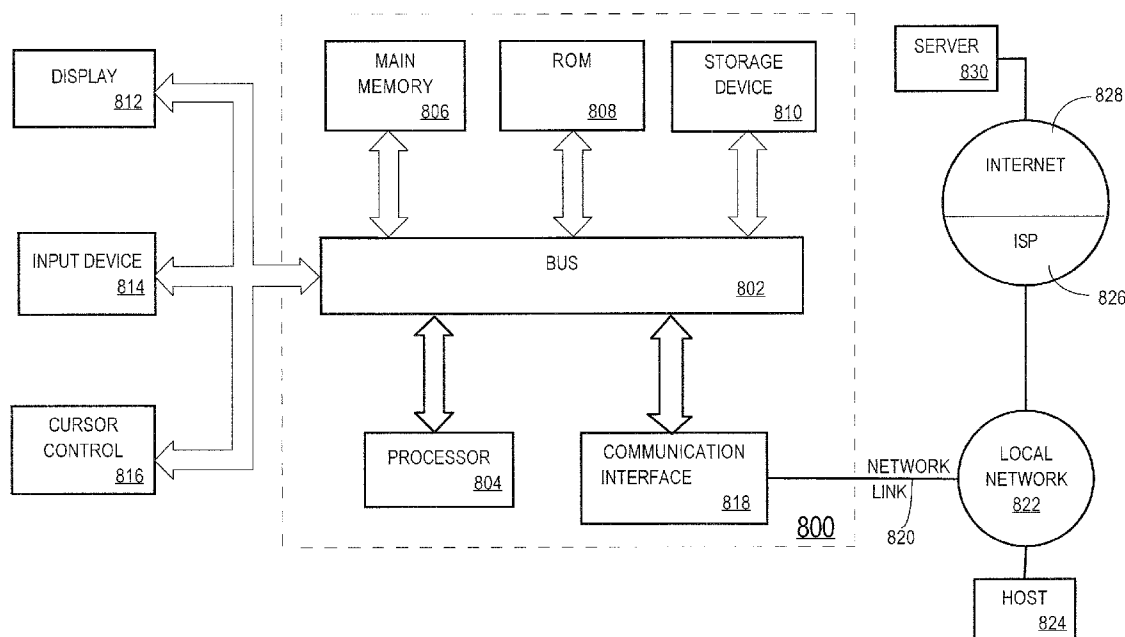 DISPLAY
812
INPUT DEVICE
814
CURSOR
CONTROL
816
MAIN
MEMORY
806
ROM
808
STORAGE
DEVICE
810
BUS
802
PROCESSOR
804
COMMUNICATION
INTERFACE
818
800
SERVER
830
828
INTERNET
ISP
826
NETWORK
LINK
820
LOCAL
NETWORK
822
HOST
824